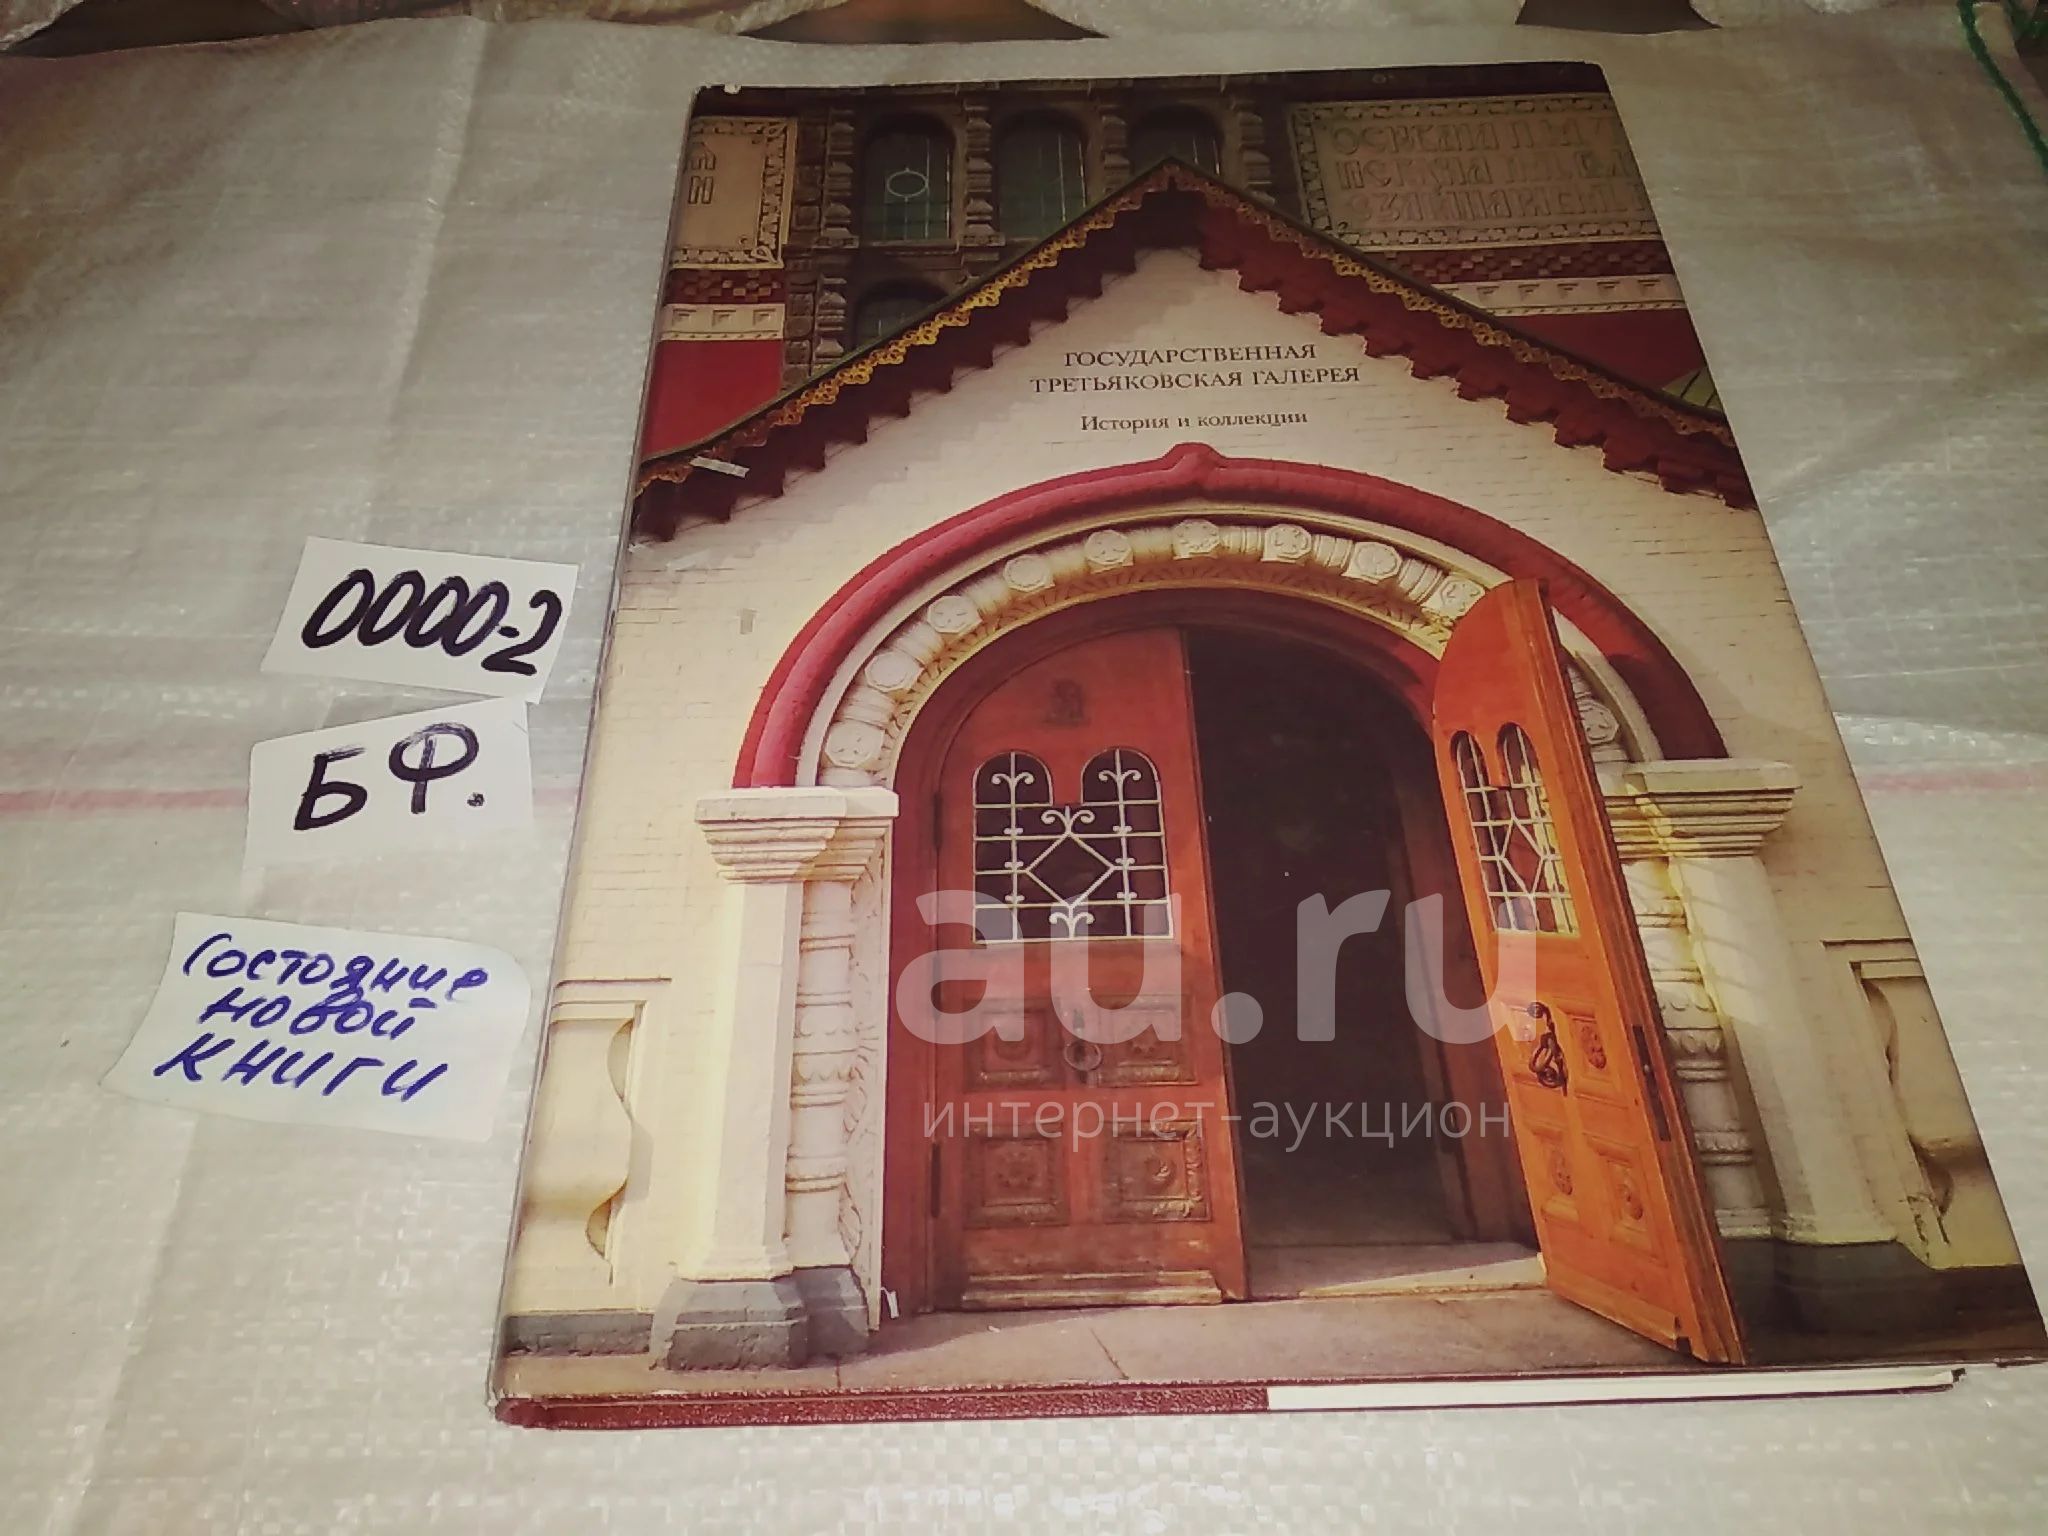 ГОСУДАРСТВЕННАЯ
ТРЕТЬЯКОВСКАЯ ГАЛЕРЕЯ
История и коллекции
0000-2
БФ.
Состояние
новой
книги
au.ru
интернет-аукцион